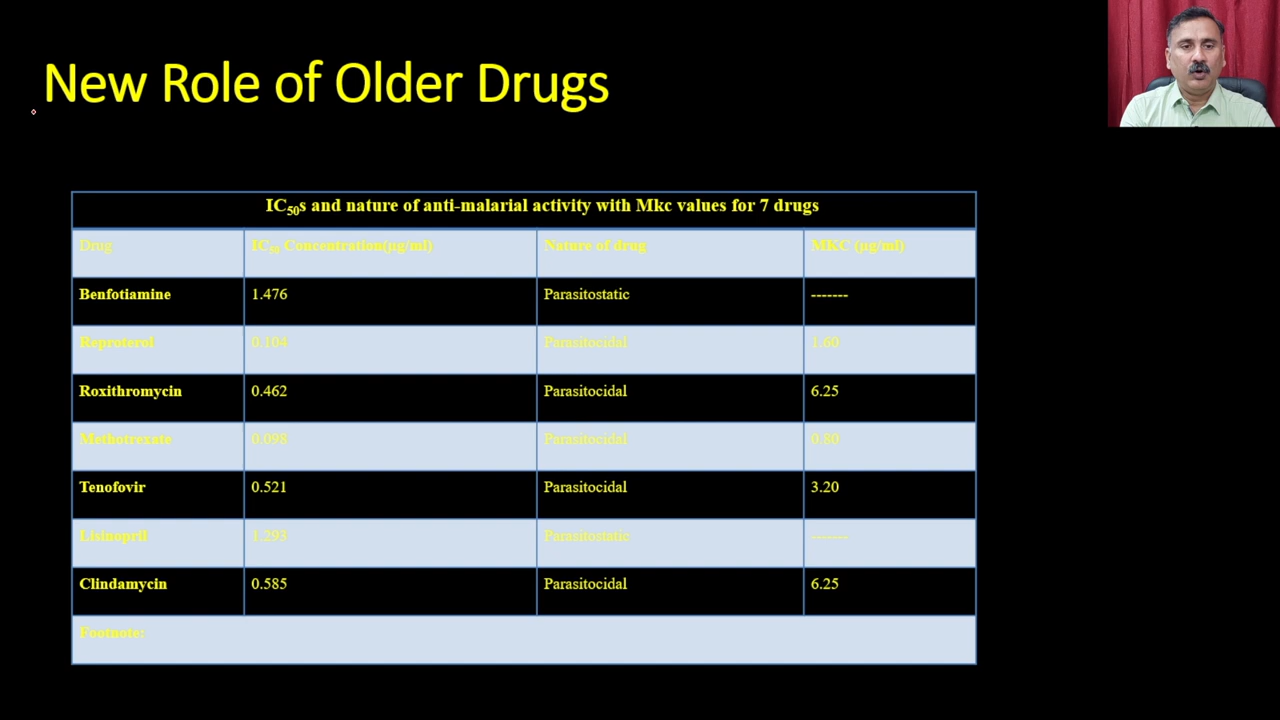 New Role of Older Drugs
IC50s and nature of anti-malarial activity with Mkc values for 7 drugs
Drug IC50 Concentration(µg/ml) Nature of drug MKC (µg/ml)
Benfotiamine 1.476 Parasitostatic -------
Reproterol 0.104 Parasitocidal 1.60
Roxithromycin 0.462 Parasitocidal 6.25
Methotrexate 0.098 Parasitocidal 0.80
Tenofovir 0.521 Parasitocidal 3.20
Lisinopril 1.293 Parasitostatic -------
Clindamycin 0.585 Parasitocidal 6.25
Footnote: